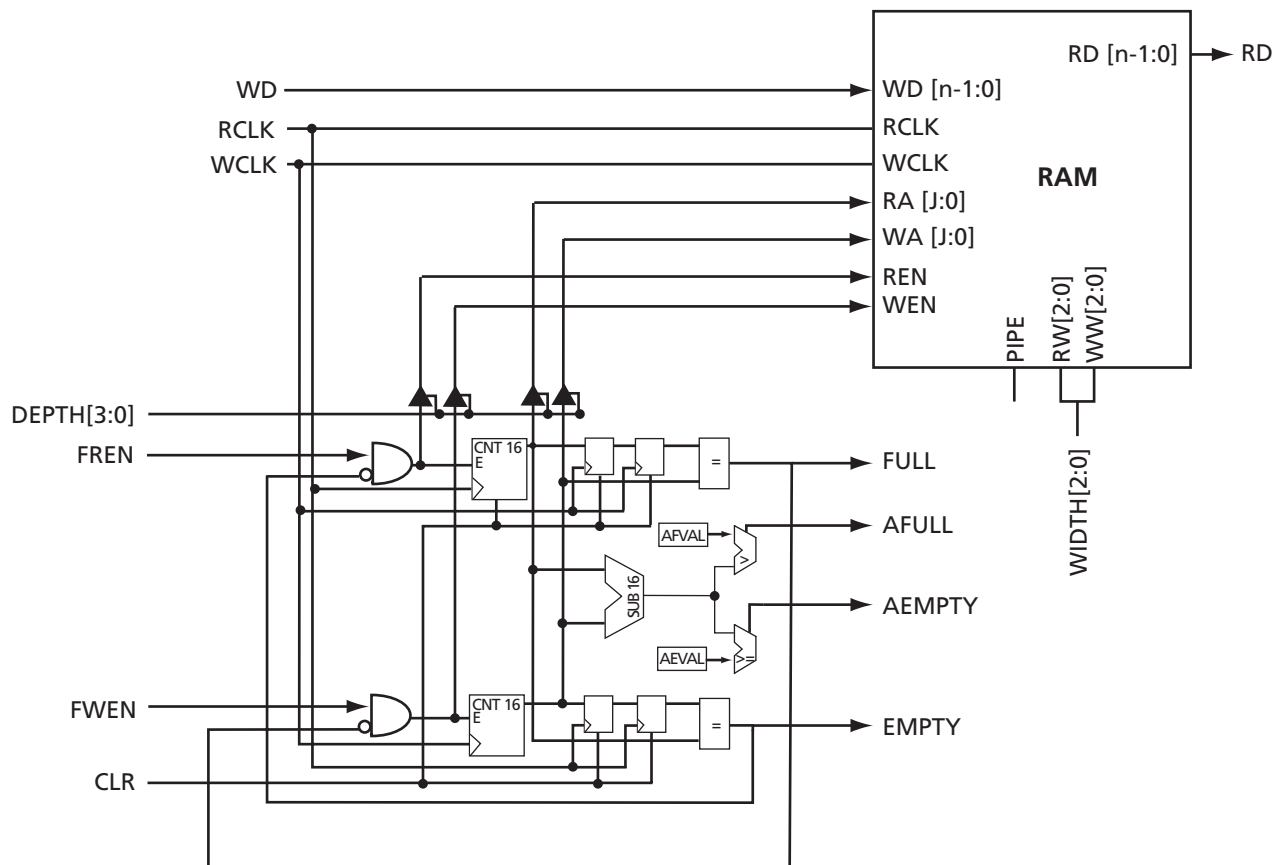 RD [n-1:0]
RD
WD
WD [n-1:0]
RCLK
RCLK
WCLK
WCLK
RAM
RA [J:0]
WA [J:0]
REN
WEN
PIPE
RW[2:0]
WW[2:0]
WIDTH[2:0]
DEPTH[3:0]
FREN
CNT 16
E
=
FULL
AFVAL
>
AFULL
SUB 16
AEMPTY
AEVAL
>=
FWEN
CNT 16
E
=
EMPTY
CLR